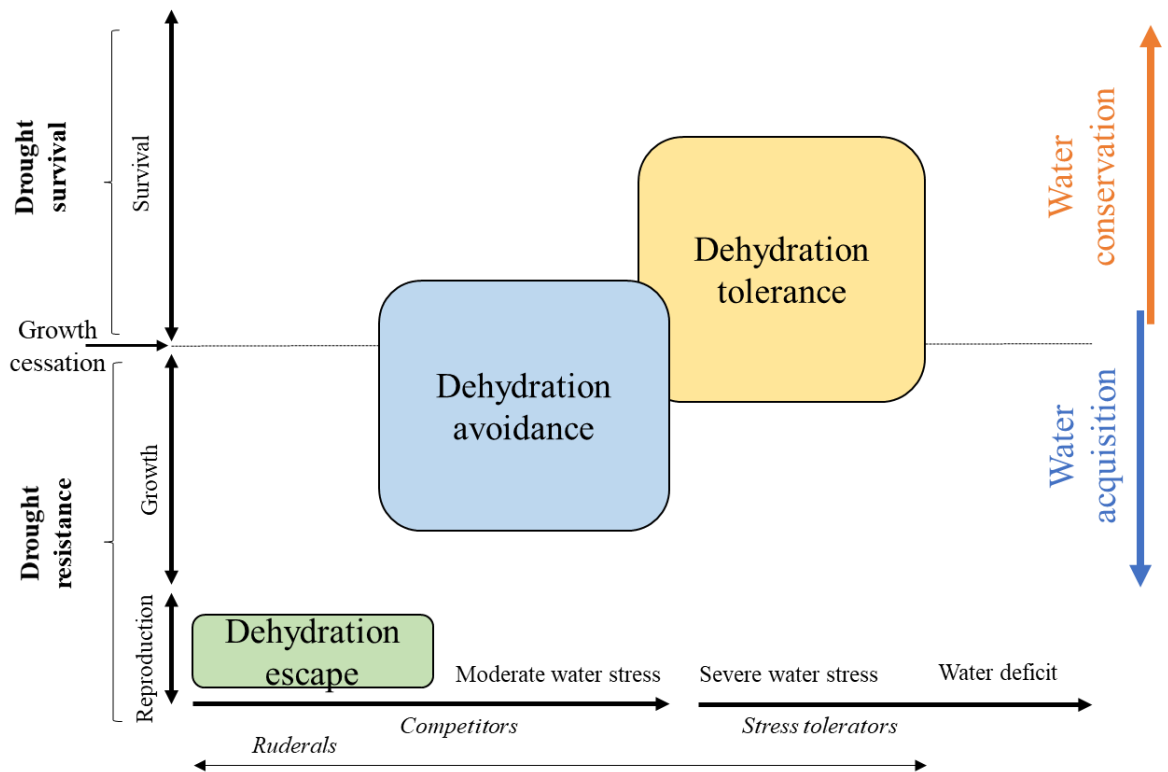 Drought
survival
Survival
Growth
cessation
Drought
resistance
Growth
Reproduction
Dehydration
tolerance
Dehydration
avoidance
Dehydration
escape
Water
conservation
Water
acquisition
Moderate water stress
Severe water stress
Water deficit
Competitors
Stress tolerators
Ruderals